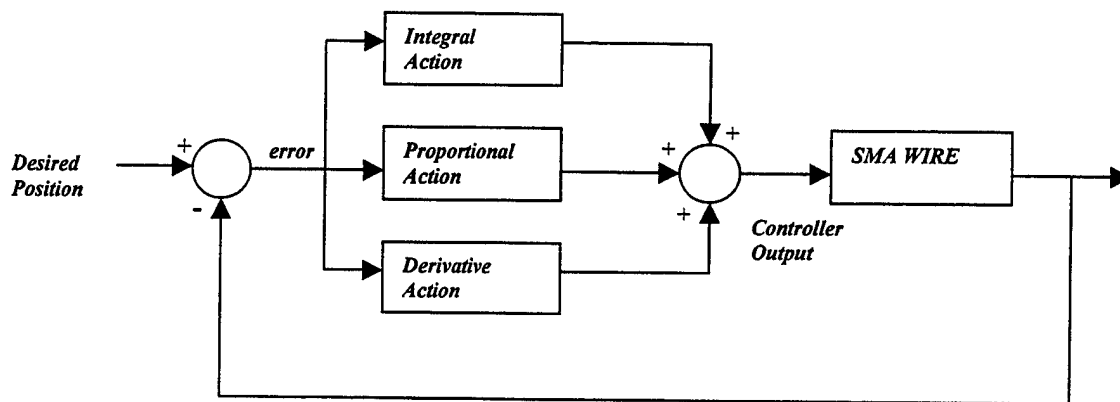 Integral
Action
+
+
+
Desired
Position
error
Proportional
Action
SMA WIRE
-
+
Controller
Output
Derivative
Action